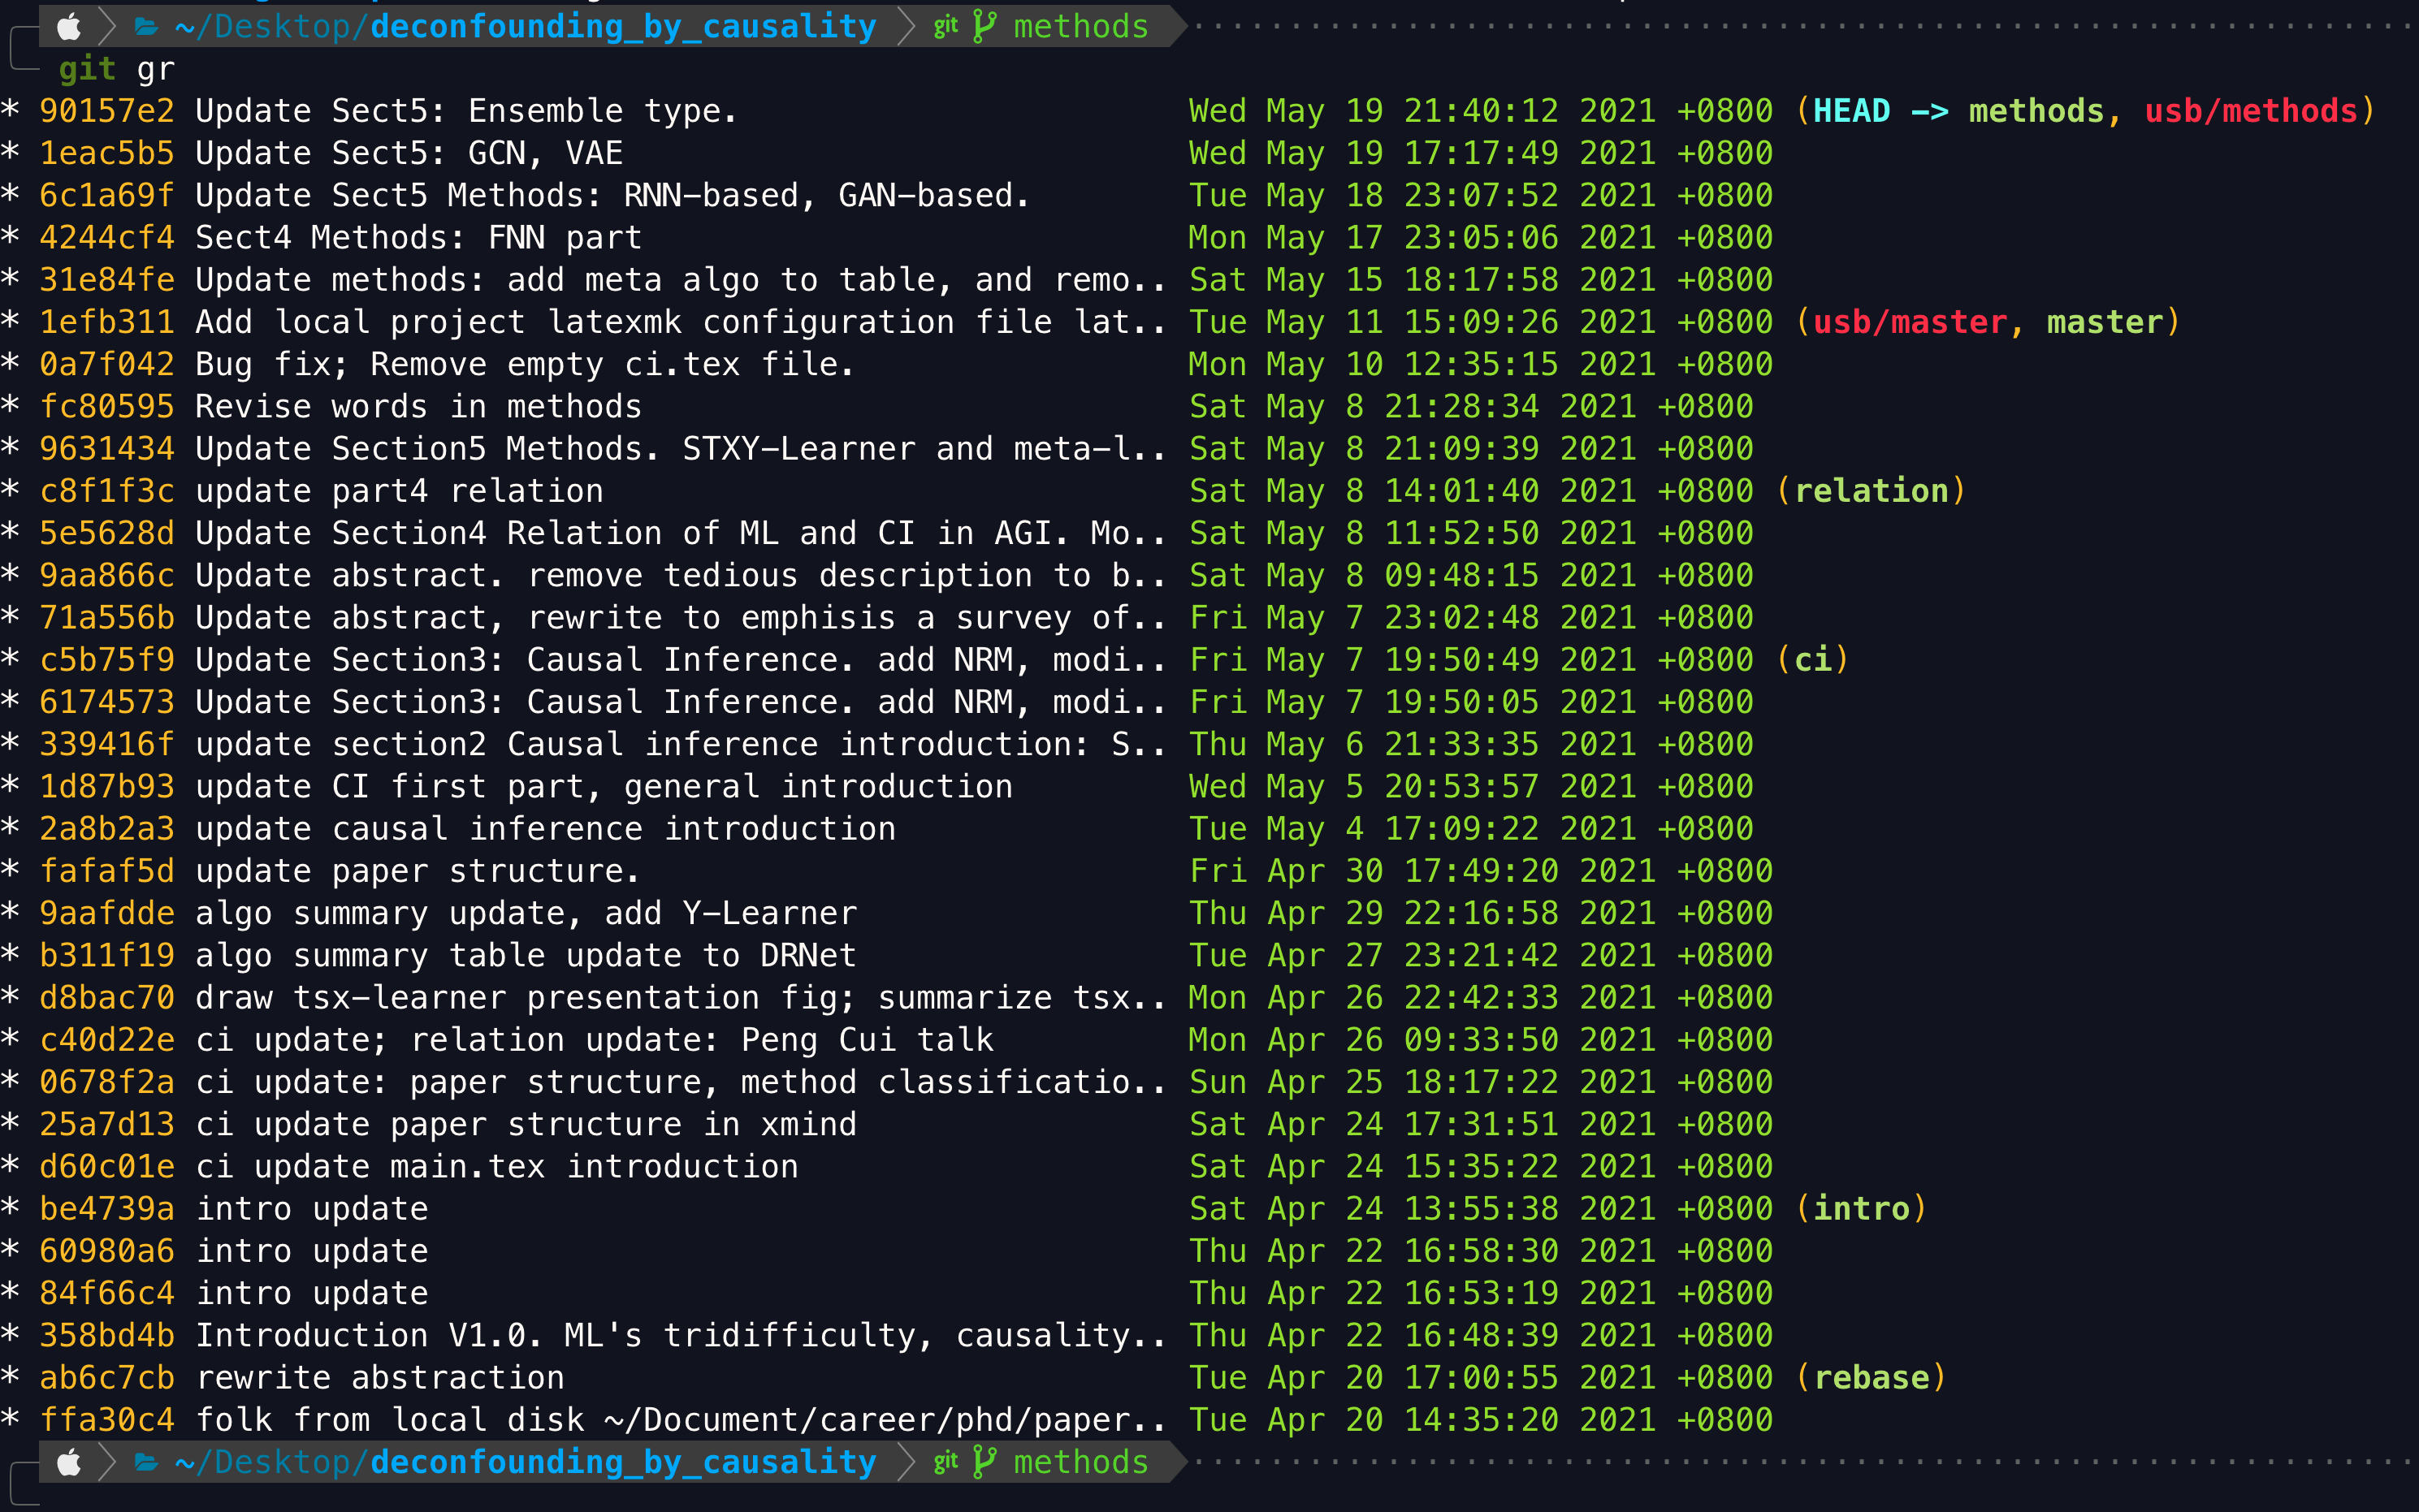 ~/Desktop/deconfounding_by_causality git methods
git gr
* 90157e2 Update Sect5: Ensemble type. Wed May 19 21:40:12 2021 +0800 (HEAD -> methods, usb/methods)
* 1eac5b5 Update Sect5: GCN, VAE Wed May 19 17:17:49 2021 +0800
* 6c1a69f Update Sect5 Methods: RNN-based, GAN-based. Tue May 18 23:07:52 2021 +0800
* 4244cf4 Sect4 Methods: FNN part Mon May 17 23:05:06 2021 +0800
* 31e84fe Update methods: add meta algo to table, and remo.. Sat May 15 18:17:58 2021 +0800
* 1efb311 Add local project latexmk configuration file lat.. Tue May 11 15:09:26 2021 +0800 (usb/master, master)
* 0a7f042 Bug fix; Remove empty ci.tex file. Mon May 10 12:35:15 2021 +0800
* fc80595 Revise words in methods Sat May 8 21:28:34 2021 +0800
* 9631434 Update Section5 Methods. STXY-Learner and meta-l.. Sat May 8 21:09:39 2021 +0800
* c8f1f3c update part4 relation Sat May 8 14:01:40 2021 +0800 (relation)
* 5e5628d Update Section4 Relation of ML and CI in AGI. Mo.. Sat May 8 11:52:50 2021 +0800
* 9aa866c Update abstract. remove tedious description to b.. Sat May 8 09:48:15 2021 +0800
* 71a556b Update abstract, rewrite to emphisis a survey of.. Fri May 7 23:02:48 2021 +0800
* c5b75f9 Update Section3: Causal Inference. add NRM, modi.. Fri May 7 19:50:49 2021 +0800 (ci)
* 6174573 Update Section3: Causal Inference. add NRM, modi.. Fri May 7 19:50:05 2021 +0800
* 339416f update section2 Causal inference introduction: S.. Thu May 6 21:33:35 2021 +0800
* 1d87b93 update CI first part, general introduction Wed May 5 20:53:57 2021 +0800
* 2a8b2a3 update causal inference introduction Tue May 4 17:09:22 2021 +0800
* fafaf5d update paper structure. Fri Apr 30 17:49:20 2021 +0800
* 9aafdde algo summary update, add Y-Learner Thu Apr 29 22:16:58 2021 +0800
* b311f19 algo summary table update to DRNet Tue Apr 27 23:21:42 2021 +0800
* d8bac70 draw tsx-learner presentation fig; summarize tsx.. Mon Apr 26 22:42:33 2021 +0800
* c40d22e ci update; relation update: Peng Cui talk Mon Apr 26 09:33:50 2021 +0800
* 0678f2a ci update: paper structure, method classificatio.. Sun Apr 25 18:17:22 2021 +0800
* 25a7d13 ci update paper structure in xmind Sat Apr 24 17:31:51 2021 +0800
* d60c01e ci update main.tex introduction Sat Apr 24 15:35:22 2021 +0800
* be4739a intro update Sat Apr 24 13:55:38 2021 +0800 (intro)
* 60980a6 intro update Thu Apr 22 16:58:30 2021 +0800
* 84f66c4 intro update Thu Apr 22 16:53:19 2021 +0800
* 358bd4b Introduction V1.0. ML's tridifficulty, causality.. Thu Apr 22 16:48:39 2021 +0800
* ab6c7cb rewrite abstraction Tue Apr 20 17:00:55 2021 +0800 (rebase)
* ffa30c4 folk from local disk ~/Document/career/phd/paper.. Tue Apr 20 14:35:20 2021 +0800
~/Desktop/deconfounding_by_causality git methods